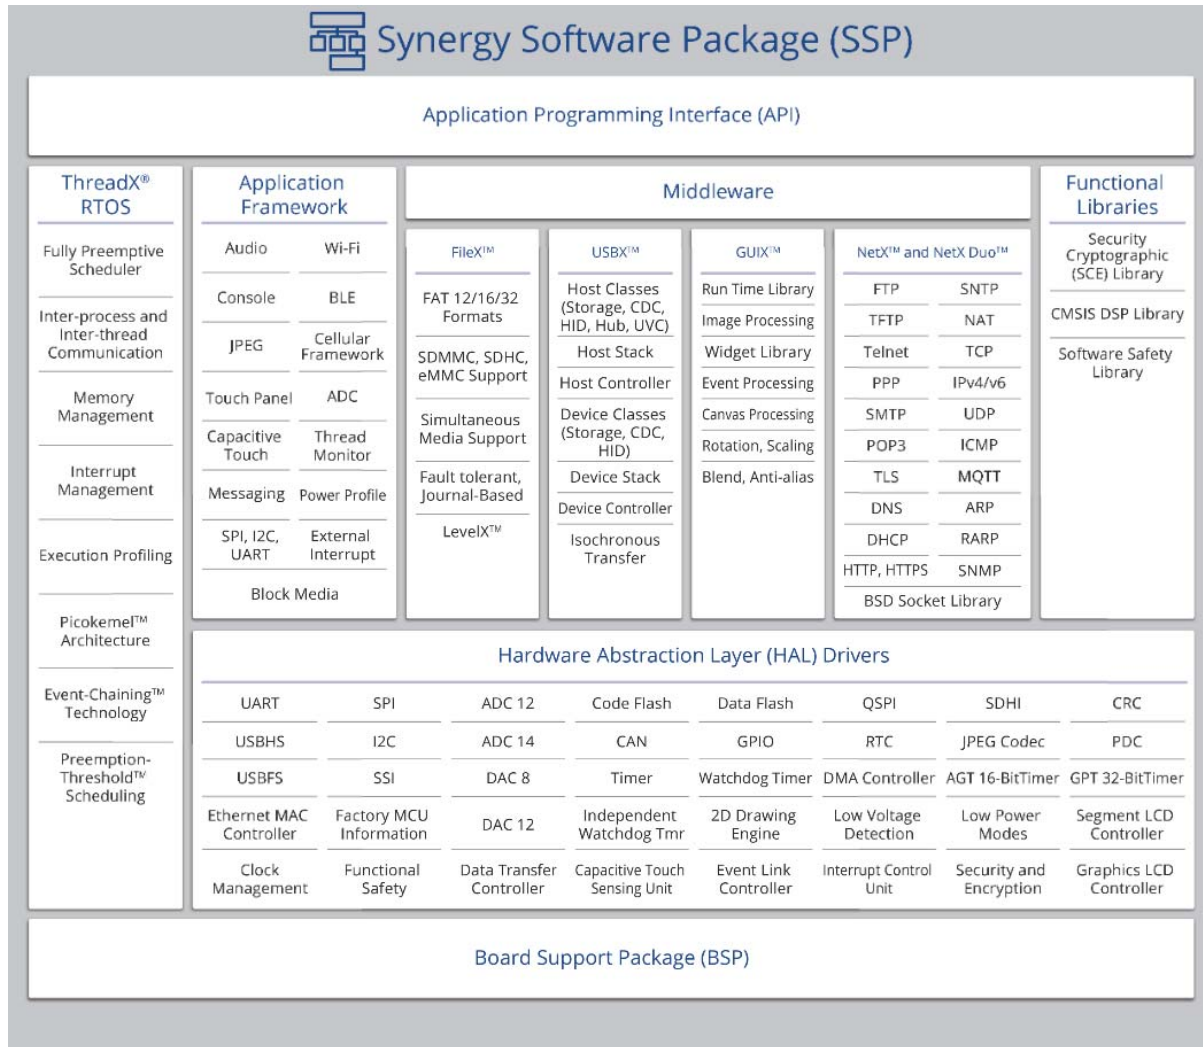 Synergy Software Package (SSP)
Application Programming Interface (API)
ThreadX®
RTOS
Fully Preemptive
Scheduler
Inter-process and
Inter-thread
Communication
Memory
Management
Interrupt
Management
Execution Profiling
Picokernel™
Architecture
Event-Chaining™
Technology
Preemption-
Threshold™
Scheduling
Application
Framework
Audio
Wi-Fi
Console
BLE
JPEG
Cellular
Framework
Touch Panel
ADC
Capacitive
Touch
Thread
Monitor
Messaging
Power Profile
SPI, I2C,
UART
External
Interrupt
Block Media
Middleware
FileX™
FAT 12/16/32
Formats
SDMMC, SDHC,
eMMC Support
Simultaneous
Media Support
Fault tolerant,
Journal-Based
LevelX™
USBX™
Host Classes
(Storage, CDC,
HID, Hub, UVC)
Host Stack
Host Controller
Device Classes
(Storage, CDC,
HID)
Device Stack
Device Controller
Isochronous
Transfer
GUIX™
Run Time Library
Image Processing
Widget Library
Event Processing
Canvas Processing
Rotation, Scaling
Blend, Anti-alias
NetX™ and NetX Duo™
FTP
SNTP
TFTP
NAT
Telnet
TCP
PPP
IPv4/v6
SMTP
UDP
POP3
ICMP
TLS
MQTT
DNS
ARP
DHCP
RARP
HTTP, HTTPS
SNMP
BSD Socket Library
Functional
Libraries
Security
Cryptographic
(SCE) Library
CMSIS DSP Library
Software Safety
Library
Hardware Abstraction Layer (HAL) Drivers
UART
SPI
ADC 12
Code Flash
Data Flash
QSPI
SDHI
CRC
USBHS
I2C
ADC 14
CAN
GPIO
RTC
JPEG Codec
PDC
USBFS
SSI
DAC 8
Timer
Watchdog Timer
DMA Controller
AGT 16-BitTimer
GPT 32-BitTimer
Ethernet MAC
Controller
Factory MCU
Information
DAC 12
Independent
Watchdog Tmr
2D Drawing
Engine
Low Voltage
Detection
Low Power
Modes
Segment LCD
Controller
Clock
Management
Functional
Safety
Data Transfer
Controller
Capacitive Touch
Sensing Unit
Event Link
Controller
Interrupt Control
Unit
Security and
Encryption
Graphics LCD
Controller
Board Support Package (BSP)